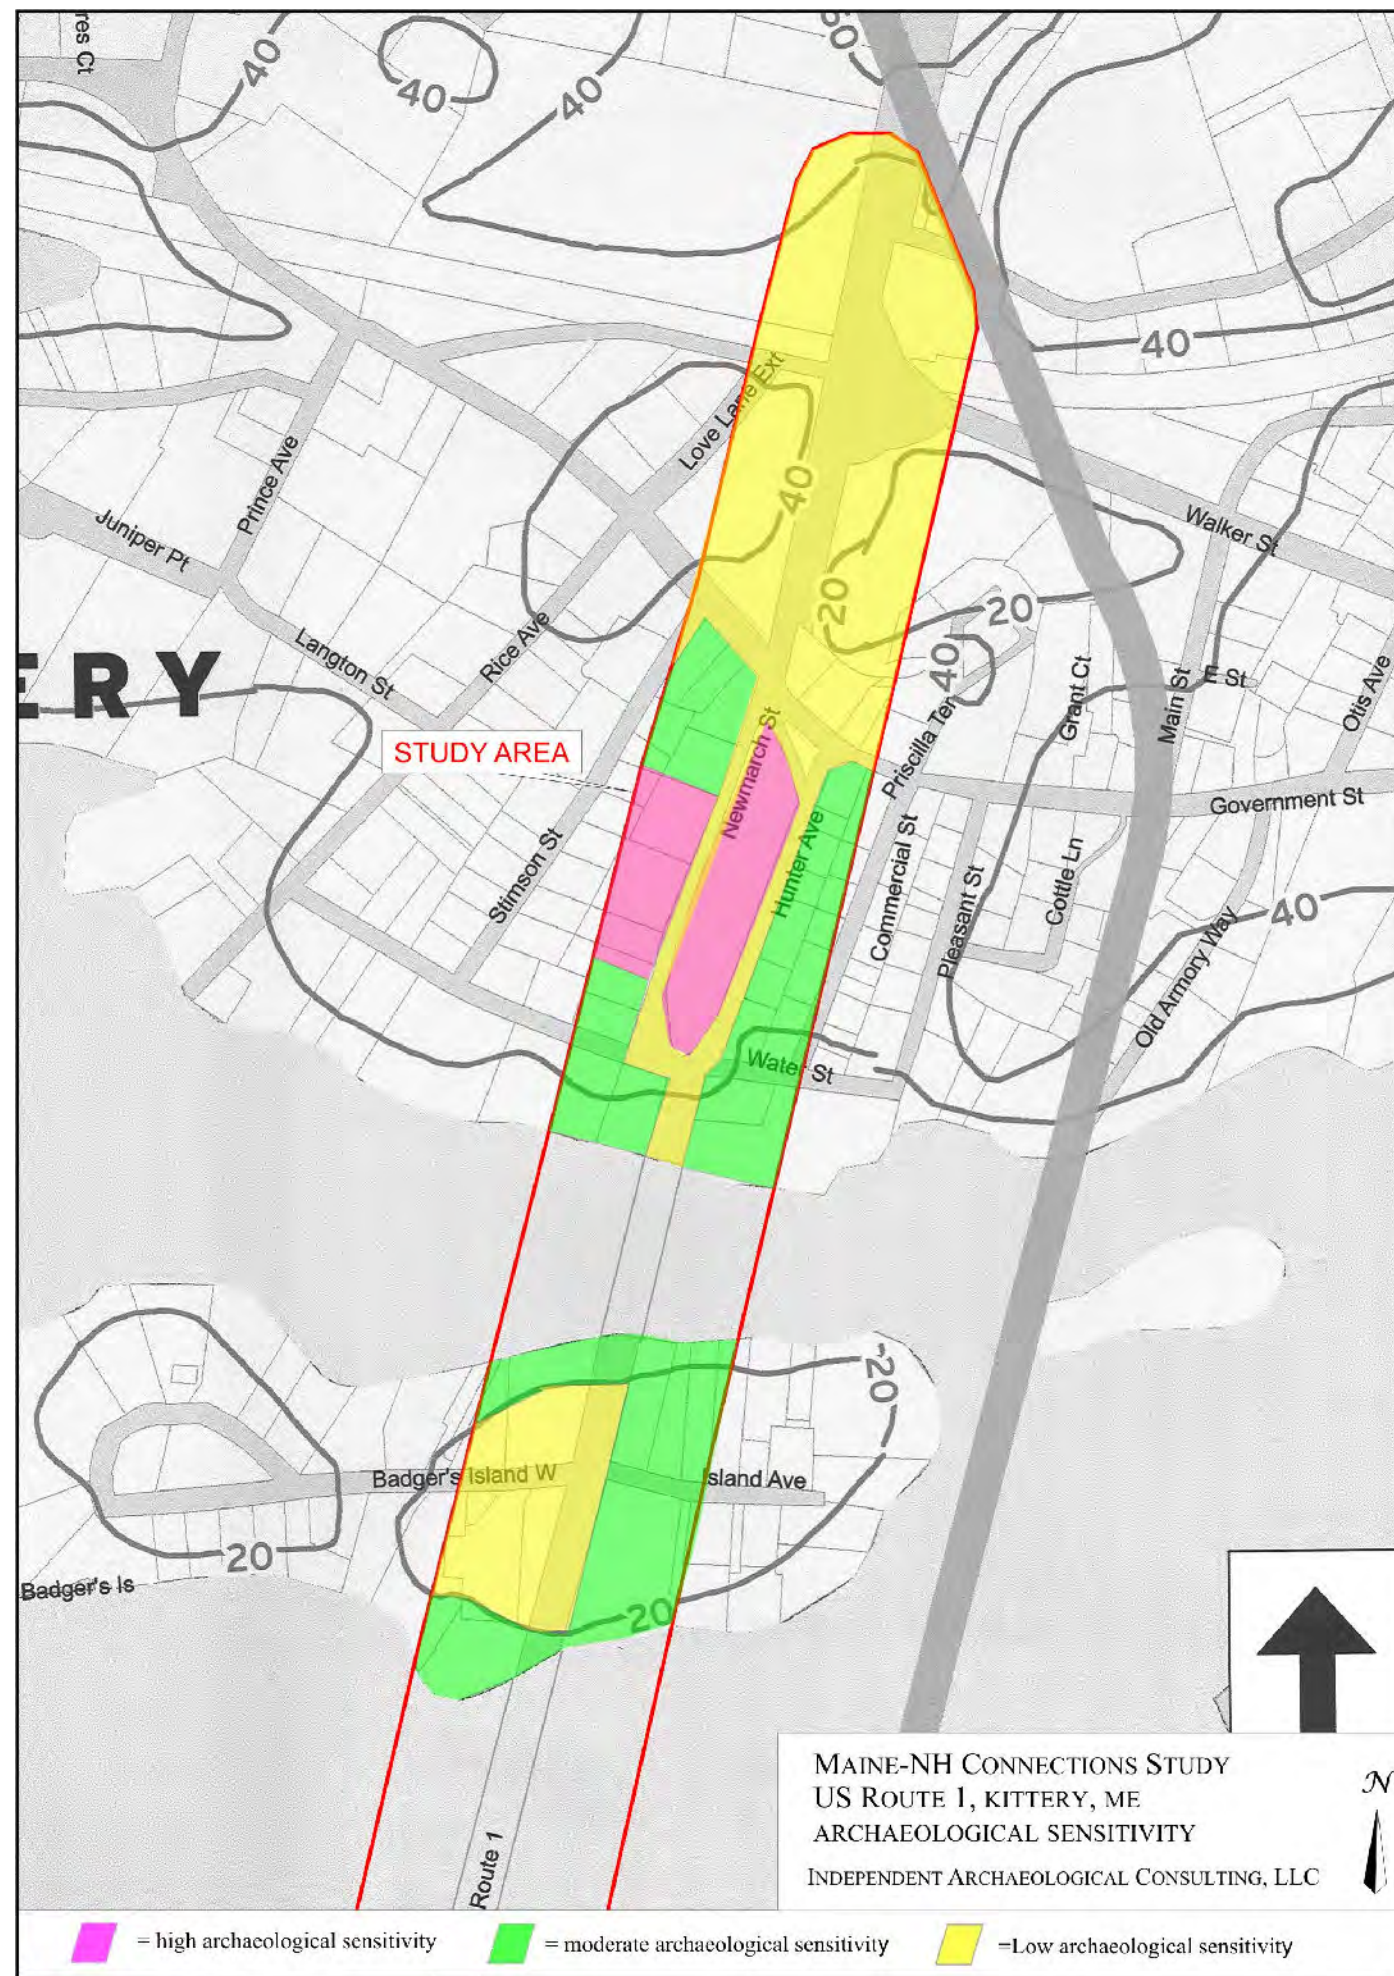 res Ct
40
40
40
60
40
Love Lane Ext
40
Prince Ave
Juniper Pt
Walker St
20
20
40
ERY
Langton St
Rice Ave
Grant Ct
Main St
E St
Otis Ave
STUDY AREA
Newmarch St
Priscilla Ter
Government St
Stimson St
Hunter Ave
Commercial St
Pleasant St
Cottle Ln
40
Old Armory Way
Water St
20
Badger's Island W
Island Ave
20
Badger's Is
20
Route 1
MAINE-NH CONNECTIONS STUDY
US ROUTE 1, KITTERY, ME
ARCHAEOLOGICAL SENSITIVITY
INDEPENDENT ARCHAEOLOGICAL CONSULTING, LLC
N
= high archaeological sensitivity
= moderate archaeological sensitivity
=Low archaeological sensitivity